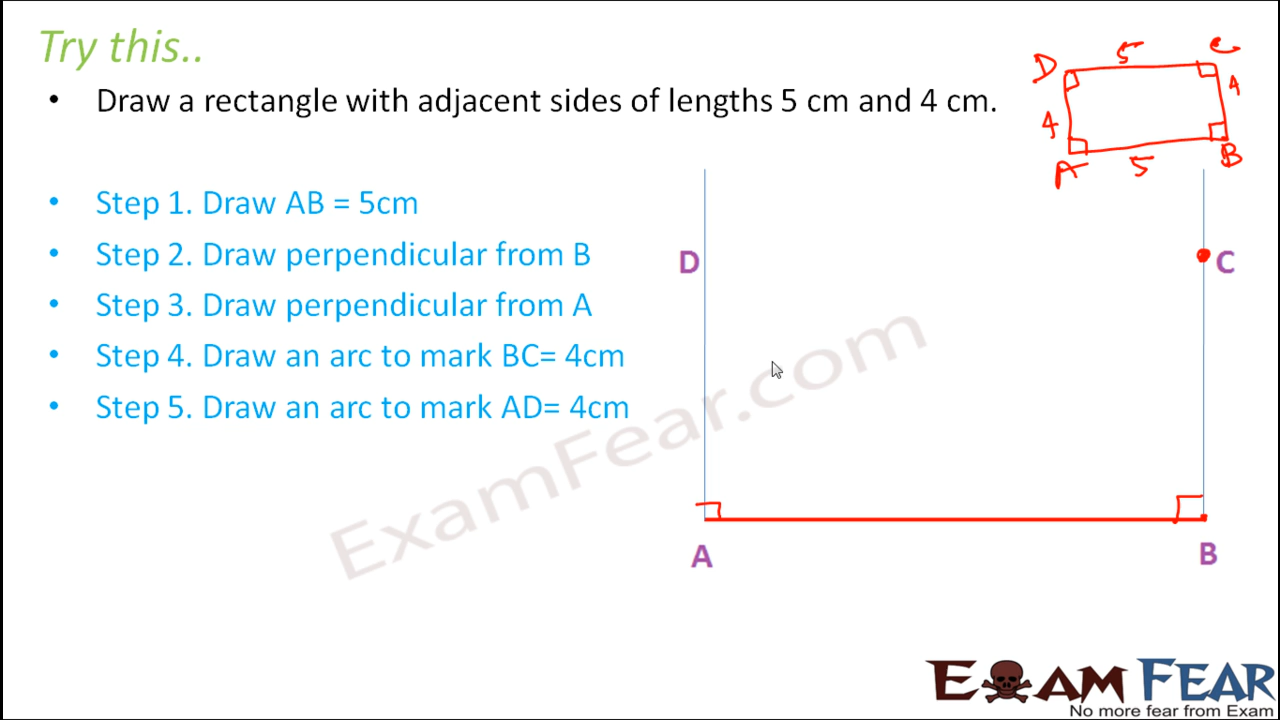 Try this..
• Draw a rectangle with adjacent sides of lengths 5 cm and 4 cm.
D 5 C
4 4
A 5 B
• Step 1. Draw AB = 5cm
• Step 2. Draw perpendicular from B
• Step 3. Draw perpendicular from A
• Step 4. Draw an arc to mark BC= 4cm
• Step 5. Draw an arc to mark AD= 4cm
D C
A B
ExamFear.com
EXAM FEAR
No more fear from Exam